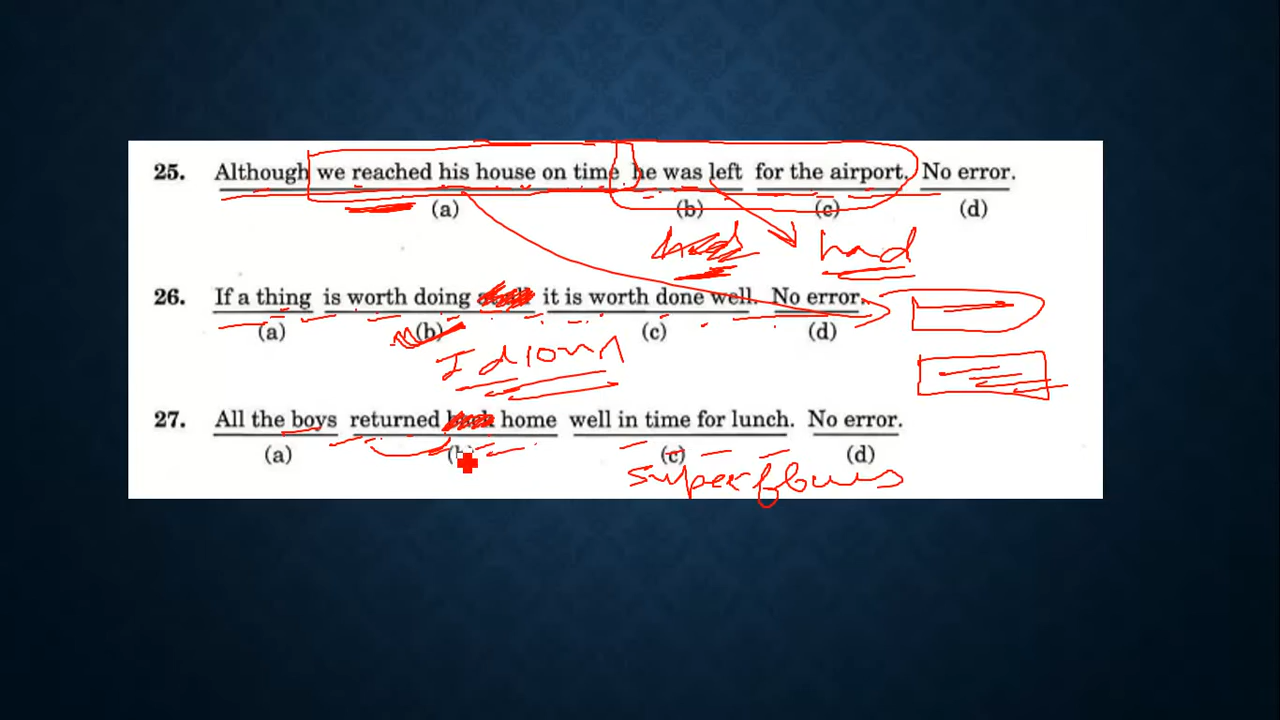 25. Although we reached his house on time he was left for the airport. No error.
(a) (b) (c) (d)
had had
26. If a thing is worth doing it is worth done well. No error.
(a) (b) (c) (d)
Idiom
27. All the boys returned home well in time for lunch. No error.
(a) (b) (c) (d)
superflous